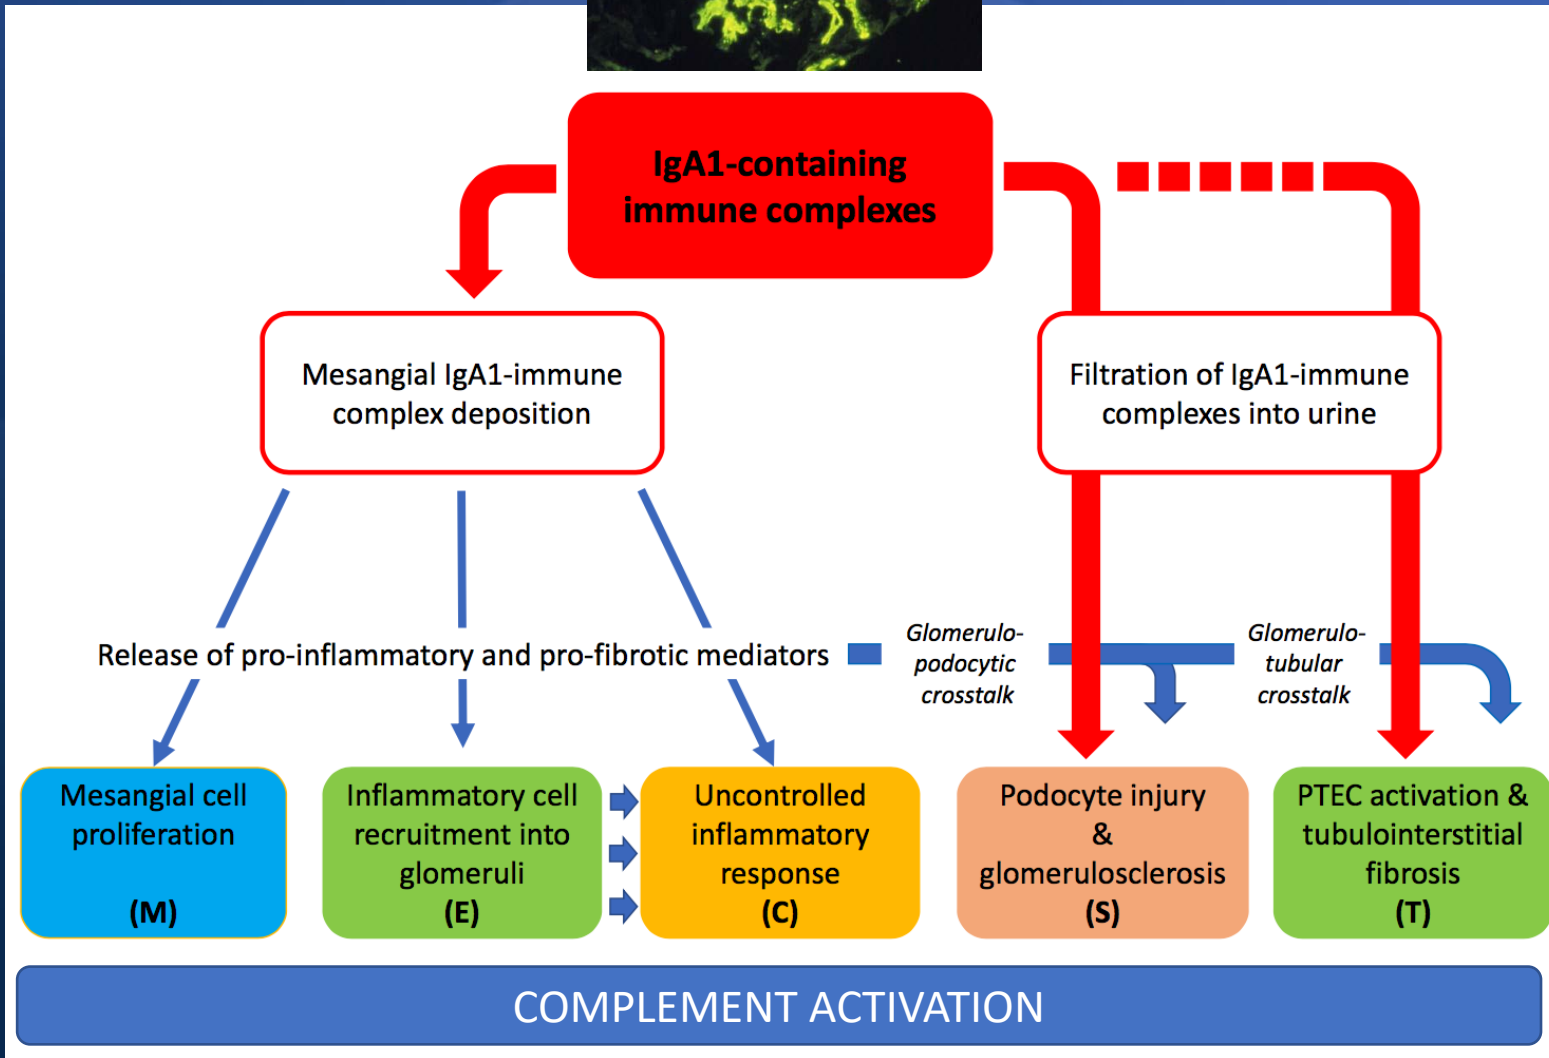 IgA1-containing
immune complexes
Mesangial IgA1-immune
complex deposition
Filtration of IgA1-immune
complexes into urine
Release of pro-inflammatory and pro-fibrotic mediators
Glomerulo-
podocytic
crosstalk
Glomerulo-
tubular
crosstalk
Mesangial cell
proliferation
(M)
Inflammatory cell
recruitment into
glomeruli
(E)
Uncontrolled
inflammatory
response
(C)
Podocyte injury
&
glomerulosclerosis
(S)
PTEC activation &
tubulointerstitial
fibrosis
(T)
COMPLEMENT ACTIVATION